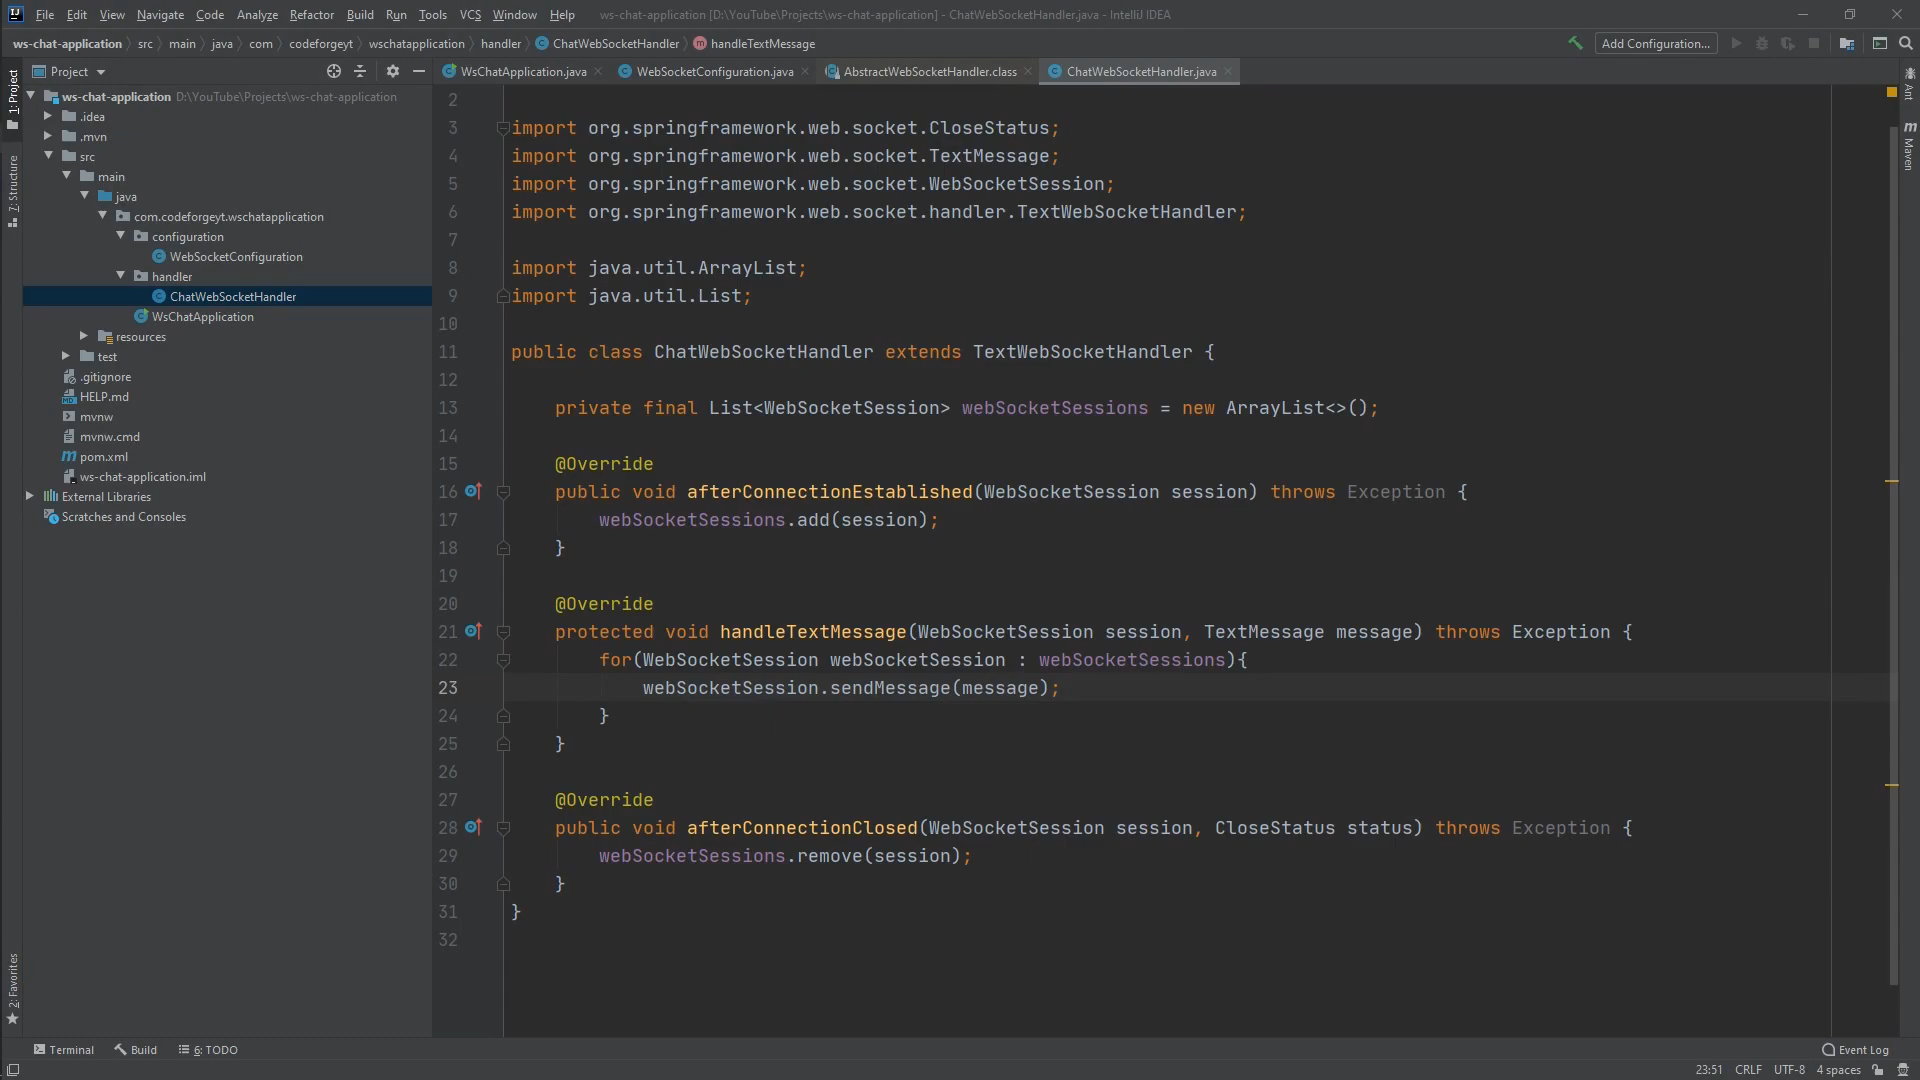 File Edit View Navigate Code Analyze Refactor Build Run Tools VCS Window Help ws-chat-application [D:\YouTube\Projects\ws-chat-application] - ChatWebSocketHandler.java - IntelliJ IDEA
ws-chat-application src main java com codeforgeyt wschatapplication handler ChatWebSocketHandler handleTextMessage Add Configuration...
Project
WsChatApplication.java WebSocketConfiguration.java AbstractWebSocketHandler.class ChatWebSocketHandler.java
1: Project
7: Structure
2: Favorites
Ant
Maven
ws-chat-application D:\YouTube\Projects\ws-chat-application
.idea
.mvn
src
main
java
com.codeforgeyt.wschatapplication
configuration
WebSocketConfiguration
handler
ChatWebSocketHandler
WsChatApplication
resources
test
.gitignore
HELP.md
mvnw
mvnw.cmd
pom.xml
ws-chat-application.iml
External Libraries
Scratches and Consoles
2
3 import org.springframework.web.socket.CloseStatus;
4 import org.springframework.web.socket.TextMessage;
5 import org.springframework.web.socket.WebSocketSession;
6 import org.springframework.web.socket.handler.TextWebSocketHandler;
7
8 import java.util.ArrayList;
9 import java.util.List;
10
11 public class ChatWebSocketHandler extends TextWebSocketHandler {
12
13 private final List<WebSocketSession> webSocketSessions = new ArrayList<>();
14
15 @Override
16 public void afterConnectionEstablished(WebSocketSession session) throws Exception {
17 webSocketSessions.add(session);
18 }
19
20 @Override
21 protected void handleTextMessage(WebSocketSession session, TextMessage message) throws Exception {
22 for(WebSocketSession webSocketSession : webSocketSessions){
23 webSocketSession.sendMessage(message);
24 }
25 }
26
27 @Override
28 public void afterConnectionClosed(WebSocketSession session, CloseStatus status) throws Exception {
29 webSocketSessions.remove(session);
30 }
31 }
32
Terminal Build 6: TODO Event Log
23:51 CRLF UTF-8 4 spaces